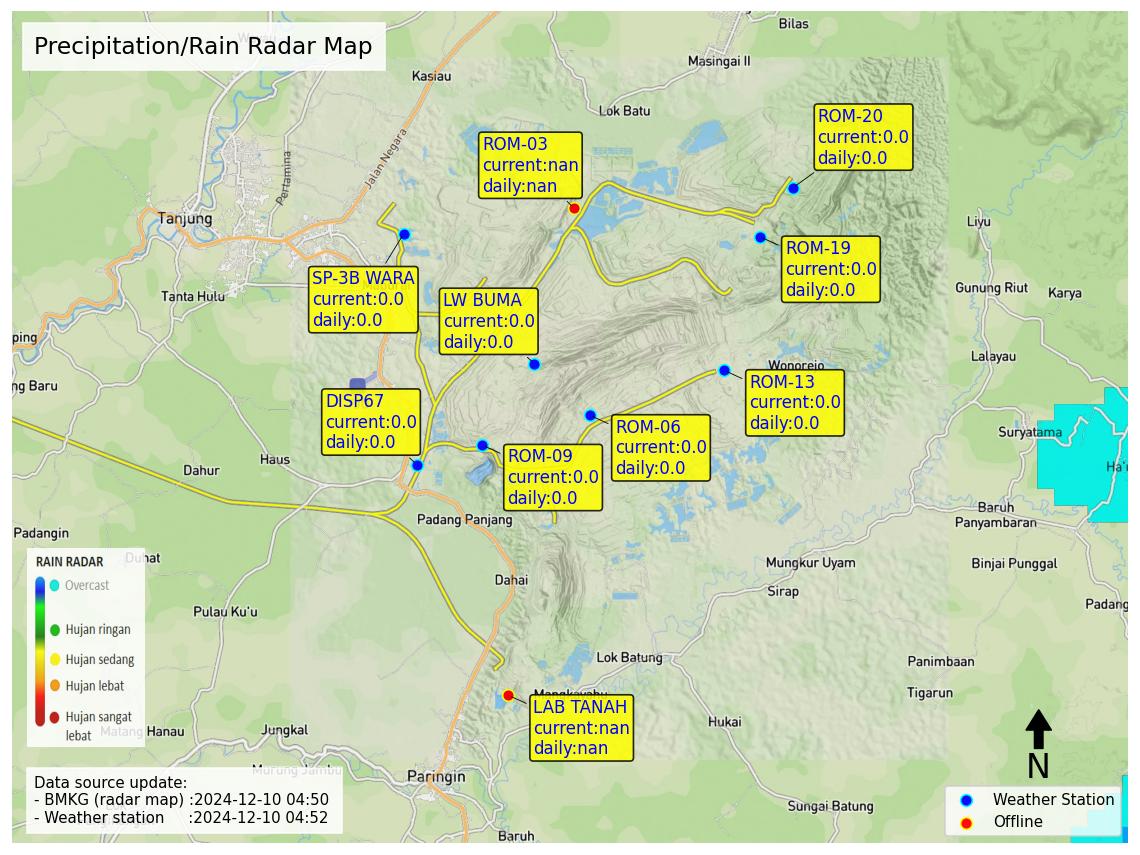 Precipitation/Rain Radar Map
Bilas
Masingai II
Kasiau
Lok Batu
Jalan Negara
Pertamina
Tanjung
Tanta Hulu
ROM-20
current:0.0
daily:0.0
ROM-03
current:nan
daily:nan
ROM-19
current:0.0
daily:0.0
SP-3B WARA
current:0.0
daily:0.0
LW BUMA
current:0.0
daily:0.0
Liyu
Gunung Riut
Karya
Lalayau
Wonorejo
ROM-13
current:0.0
daily:0.0
ping
ng Baru
DISP67
current:0.0
daily:0.0
ROM-06
current:0.0
daily:0.0
ROM-09
current:0.0
daily:0.0
Suryatama
Haus
Dahur
Padangin
Padang Panjang
Baruh
Panyambaran
Duhat
Dahai
Mungkur Uyam
Binjai Punggal
Sirap
Padang
Pulau Ku'u
RAIN RADAR
Overcast
Hujan ringan
Hujan sedang
Hujan lebat
Hujan sangat
lebat
Lok Batung
Panimbaan
Tigarun
Mangkayahu
LAB TANAH
current:nan
daily:nan
Matang Hanau
Jungkal
Hukai
Murung Jambu
Paringin
Sungai Batung
Baruh
Data source update:
- BMKG (radar map) :2024-12-10 04:50
- Weather station :2024-12-10 04:52
N
Weather Station
Offline